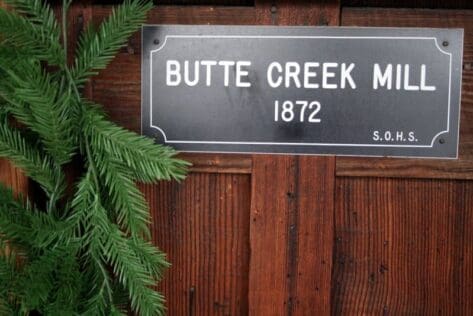 BUTTE CREEK MILL
1872
S.O.H.S.